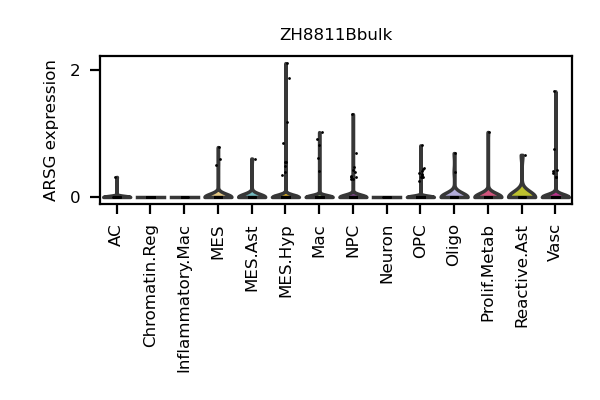 ZH8811Bbulk
ARSG expression
2
0
AC
Chromatin.Reg
Inflammatory.Mac
MES
MES.Ast
MES.Hyp
Mac
NPC
Neuron
OPC
Oligo
Prolif.Metab
Reactive.Ast
Vasc